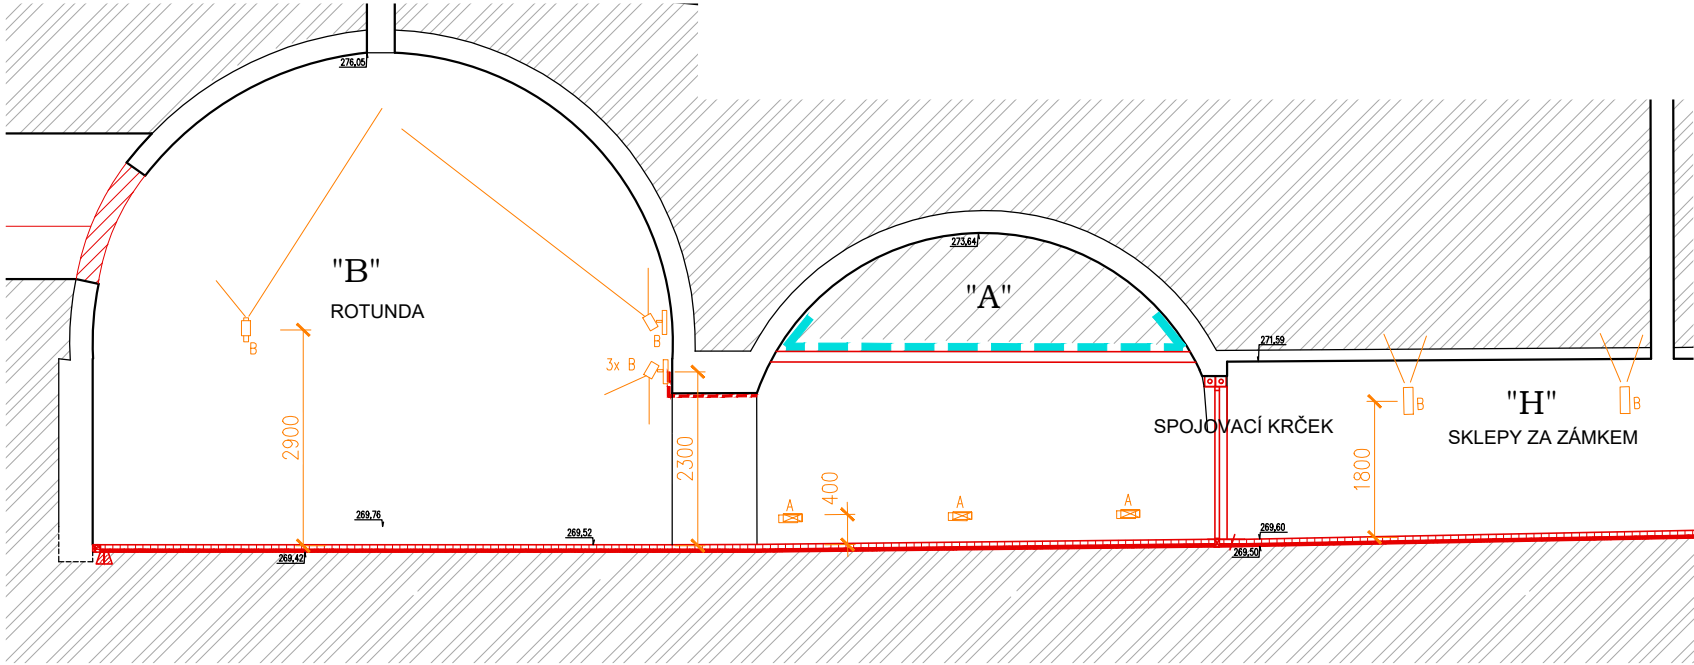 276,05
273,64
"B"
ROTUNDA
"A"
271,59
B
B
3x B
"H"
B
B
SPOJOVACÍ KRČEK
SKLEPY ZA ZÁMKEM
2900
2300
400
1800
A
A
A
269,76
269,52
269,60
269,42
269,50